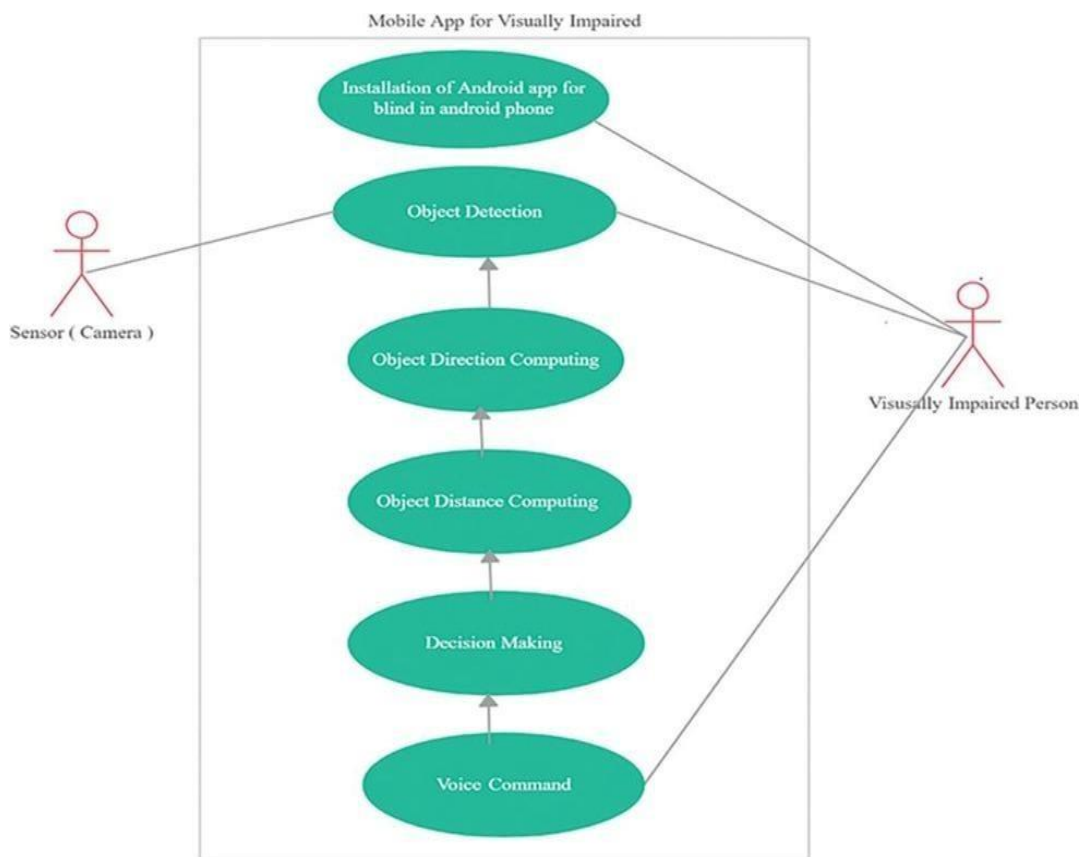 Mobile App for Visually Impaired
Installation of Android app for
blind in android phone
Object Detection
Sensor ( Camera )
Object Direction Computing
Visusally Impaired Person
Object Distance Computing
Decision Making
Voice Command